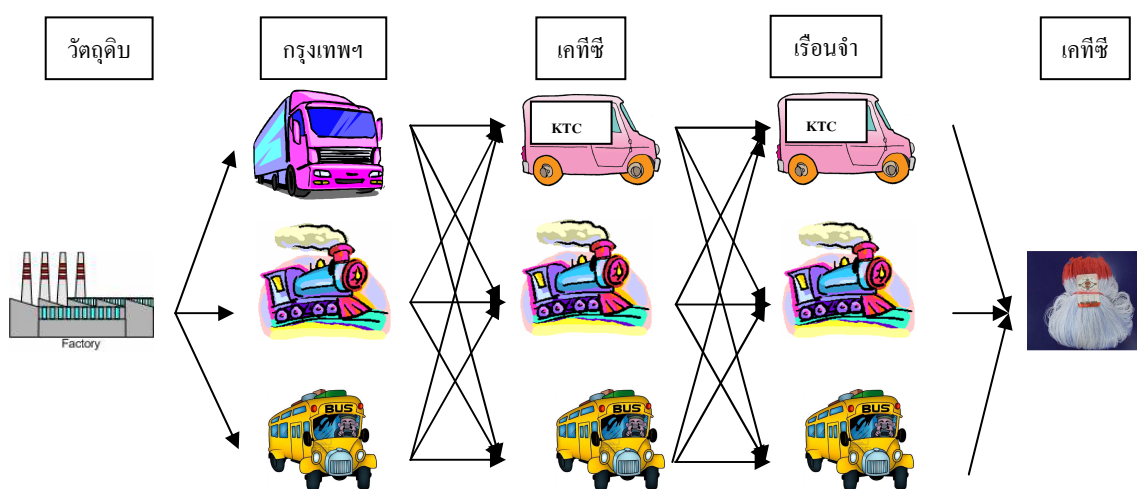 วัตถุดิบ
กรุงเทพฯ
เคทีซี
เรือนจำ
เคทีซี
KTC
KTC
Factory
BUS
BUS
BUS